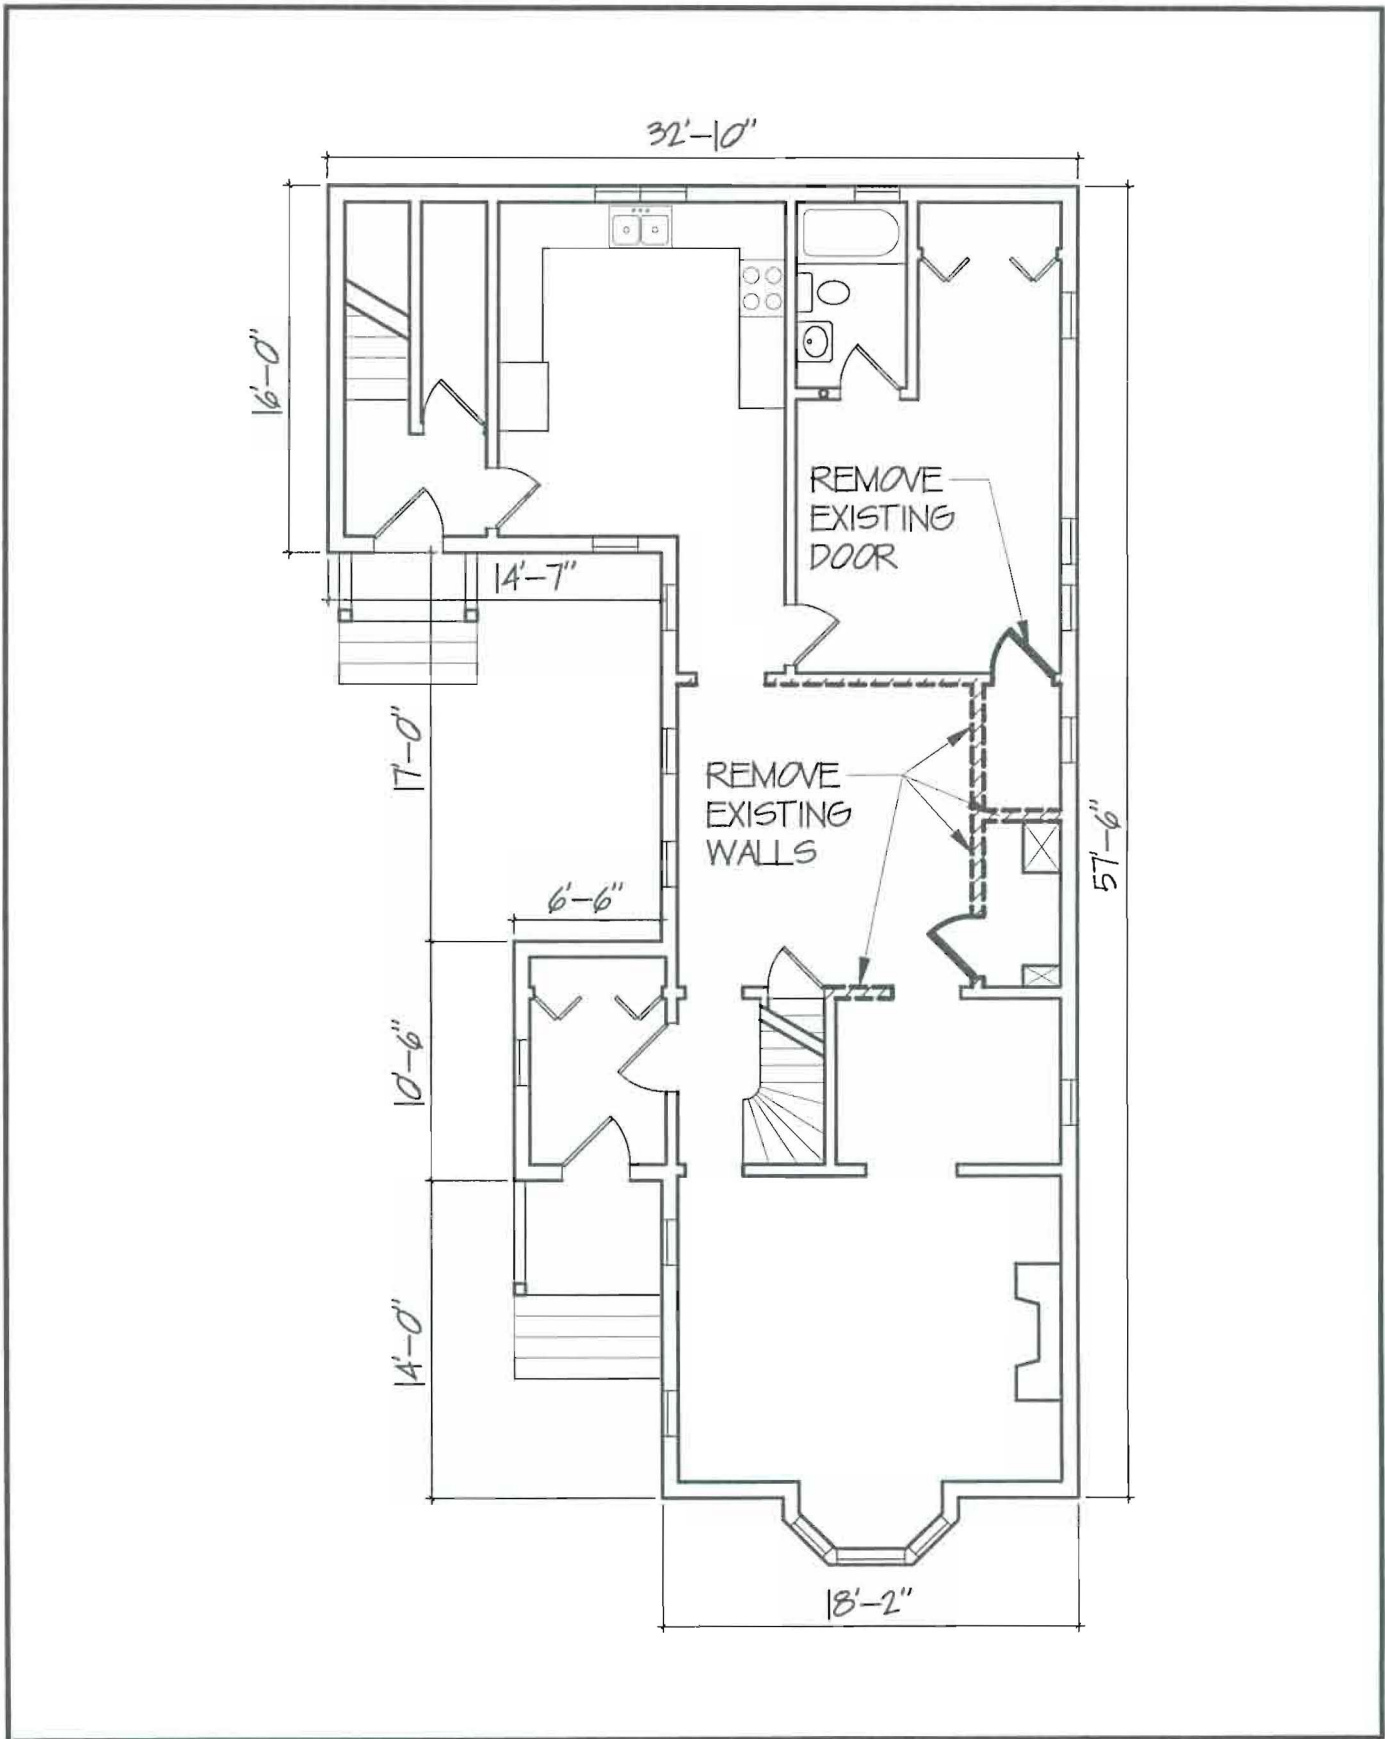 32'-10"
16'-0"
REMOVE
EXISTING
DOOR
14'-7"
17'-0"
REMOVE
EXISTING
WALLS
57'-6"
6'-6"
10'-6"
14'-0"
18'-2"